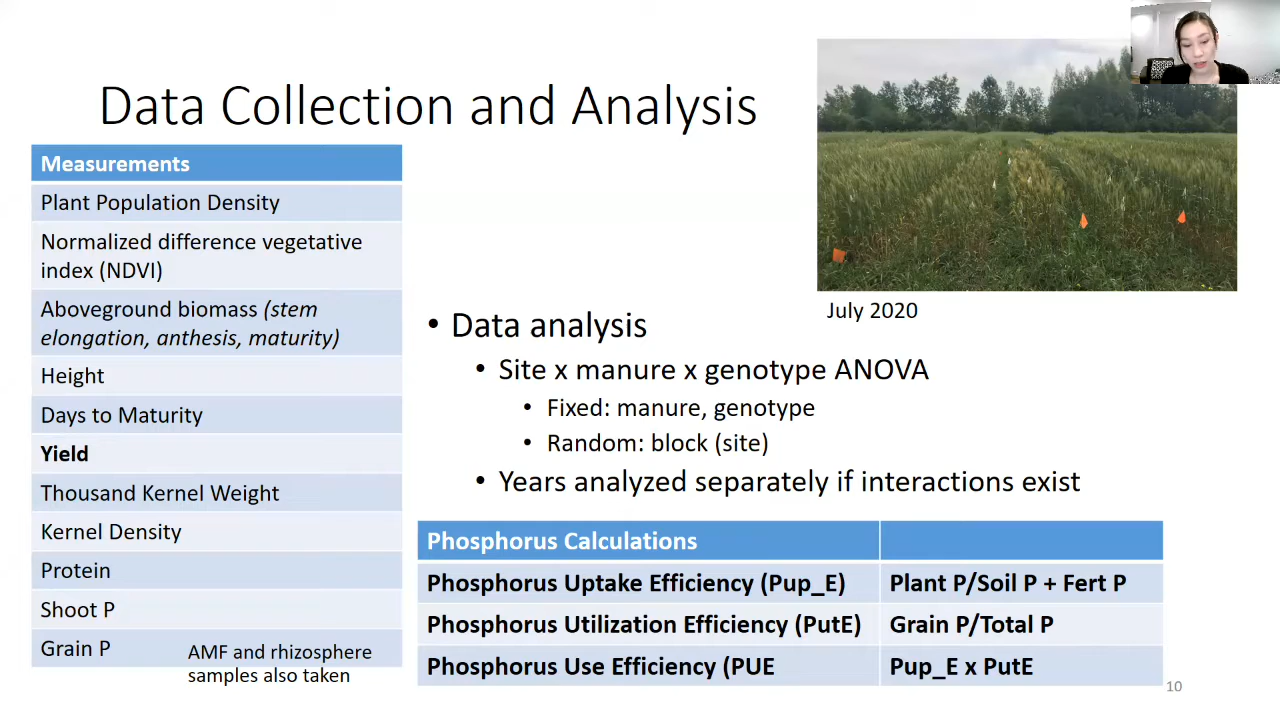 Data Collection and Analysis
Measurements
Plant Population Density
Normalized difference vegetative
index (NDVI)
Aboveground biomass (stem
elongation, anthesis, maturity)
Height
Days to Maturity
Yield
Thousand Kernel Weight
Kernel Density
Protein
Shoot P
Grain P
AMF and rhizosphere
samples also taken
July 2020
• Data analysis
• Site x manure x genotype ANOVA
• Fixed: manure, genotype
• Random: block (site)
• Years analyzed separately if interactions exist
Phosphorus Calculations
Phosphorus Uptake Efficiency (Pup_E) Plant P/Soil P + Fert P
Phosphorus Utilization Efficiency (PutE) Grain P/Total P
Phosphorus Use Efficiency (PUE Pup_E x PutE
10